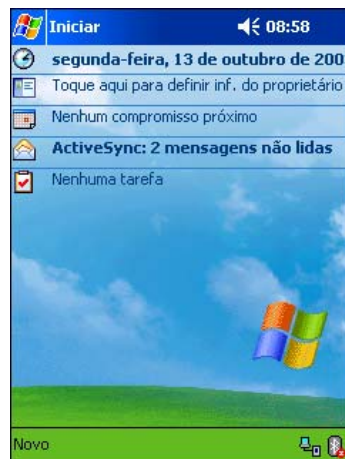 Iniciar 08:58
segunda-feira, 13 de outubro de 200
Toque aqui para definir inf. do proprietário
Nenhum compromisso próximo
ActiveSync: 2 mensagens não lidas
Nenhuma tarefa
Novo